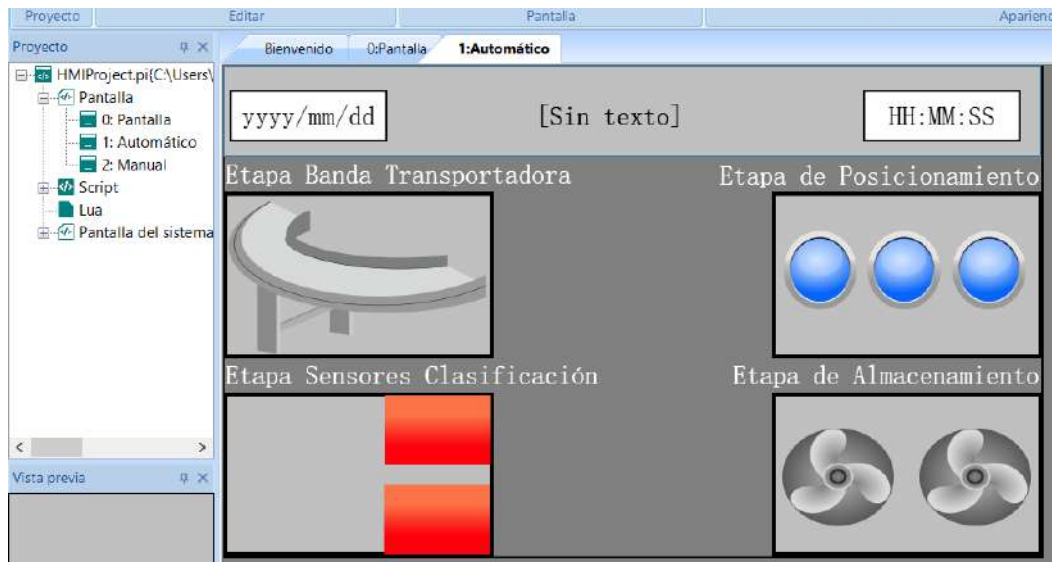 Proyecto
Editar
Pantalla
Proyecto
Bienvenido
0:Pantalla
1:Automático
HMIProject.pi{C:\Users\
Pantalla
0: Pantalla
1: Automático
2: Manual
Script
Lua
Pantalla del sistema
yyyy/mm/dd
[Sin texto]
HH:MM:SS
Etapa Banda Transportadora
Etapa de Posicionamiento
Etapa Sensores Clasificación
Etapa de Almacenamiento
Vista previa